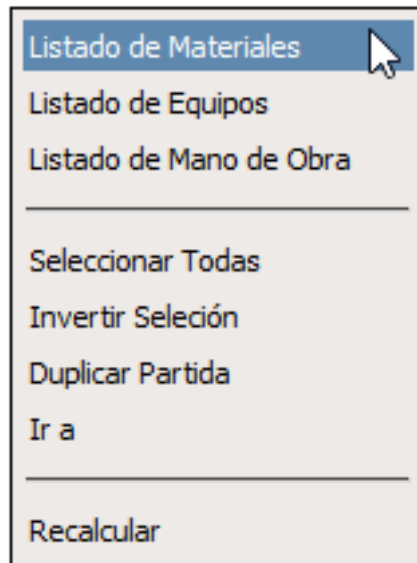 Listado de Materiales
Listado de Equipos
Listado de Mano de Obra
Seleccionar Todas
Invertir Seleción
Duplicar Partida
Ir a
Recalcular